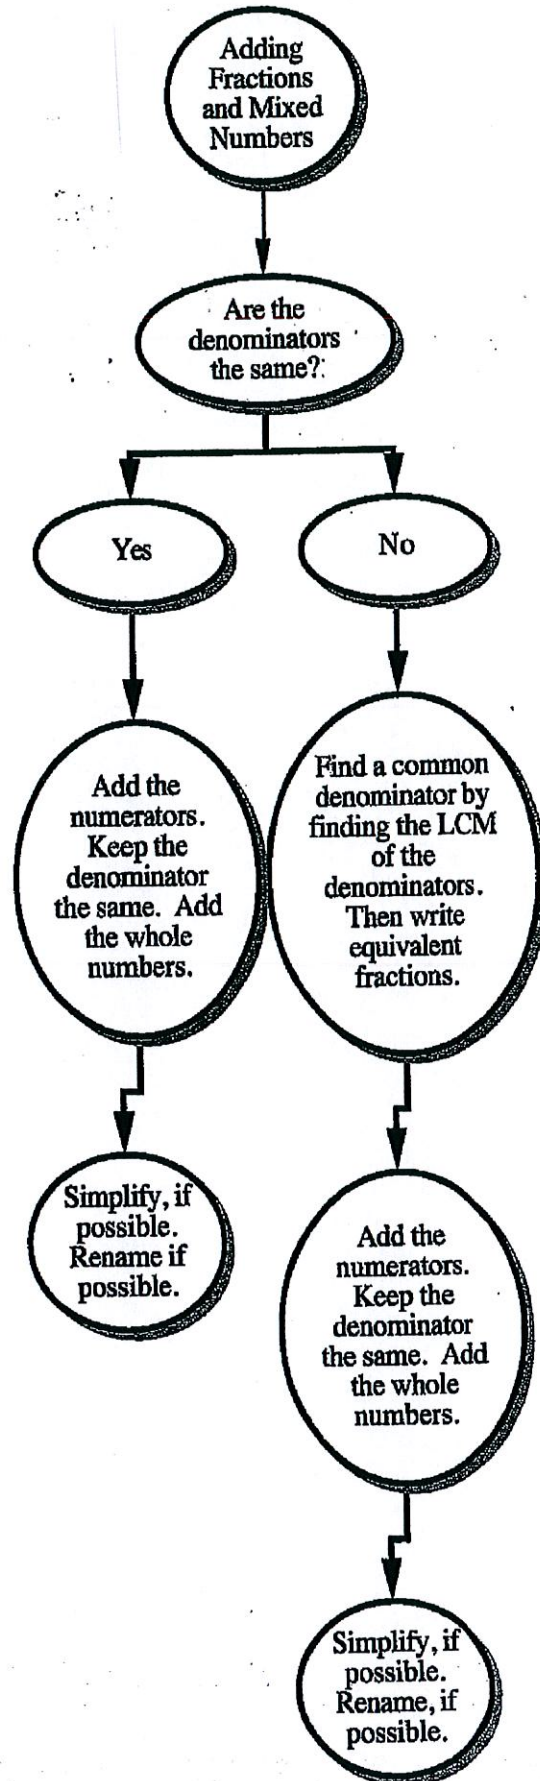 Adding
Fractions
and Mixed
Numbers
Are the
denominators
the same?
Yes
No
Add the
numerators.
Keep the
denominator
the same. Add
the whole
numbers.
Find a common
denominator by
finding the LCM
of the
denominators.
Then write
equivalent
fractions.
Simplify, if
possible.
Rename if
possible.
Add the
numerators.
Keep the
denominator
the same. Add
the whole
numbers.
Simplify, if
possible.
Rename, if
possible.